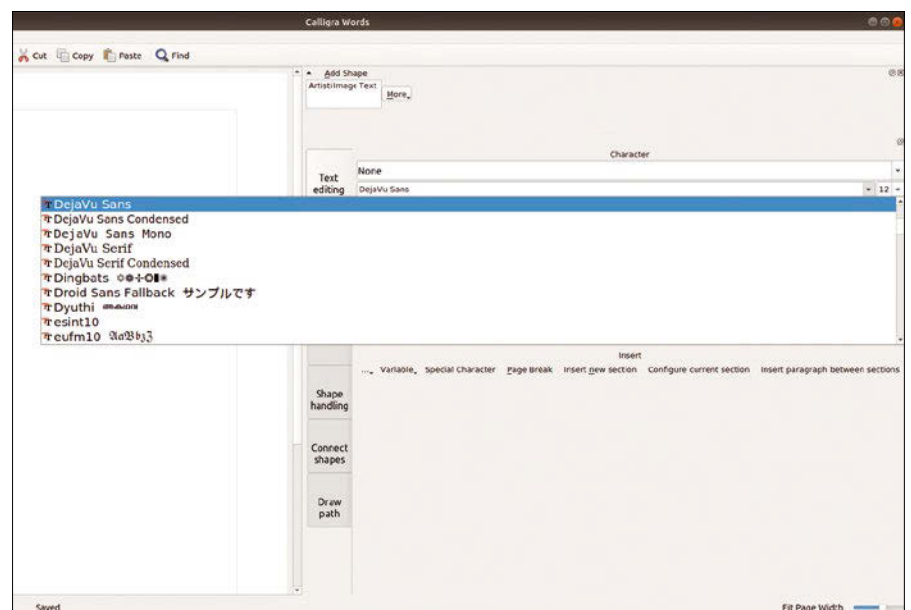 Calligra Words
Cut Copy Paste Find
Add Shape
Text
More
Character
Text editing
None
DejaVu Sans 12
DejaVu Sans
DejaVu Sans Condensed
DejaVu Sans Mono
DejaVu Serif
DejaVu Serif Condensed
Dingbats
Droid Sans Fallback サンプルです
Dyuthi
esint10
eufm10 𝔄𝔞𝔅𝔟𝔷ℨ
Insert
... Variable Special Character Page Break Insert new section Configure current section Insert paragraph between sections
Shape
handling
Connect
shapes
Draw
path
Saved
Fit Page Width